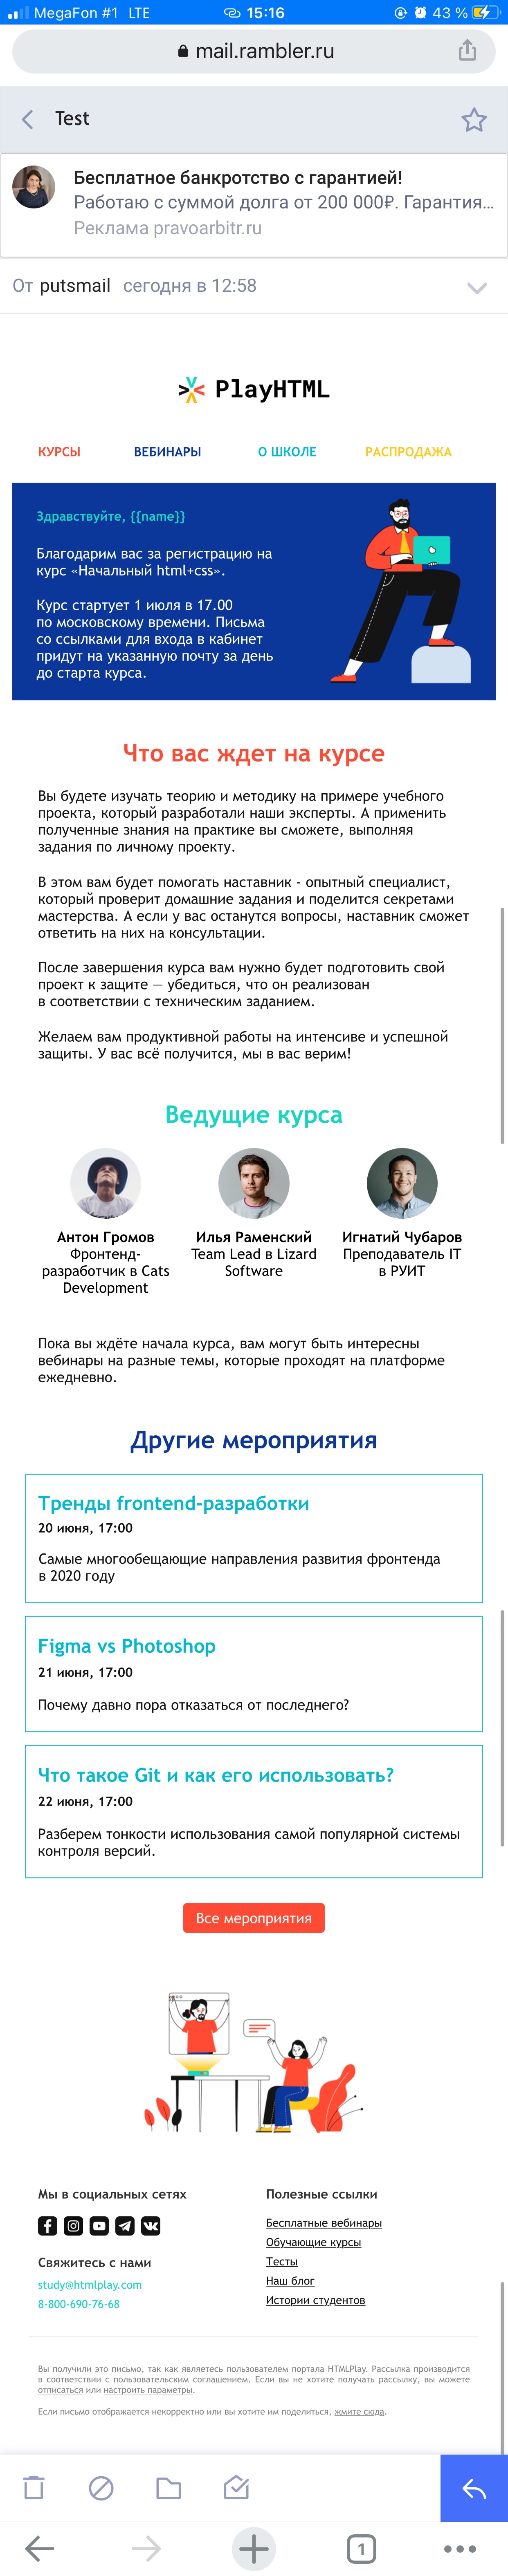 MegaFon #1 LTE 15:16 43 %
mail.rambler.ru
Test
Бесплатное банкротство с гарантией!
Работаю с суммой долга от 200 000₽. Гарантия...
Реклама pravoarbitr.ru
От putsmail сегодня в 12:58
PlayHTML
КУРСЫ ВЕБИНАРЫ О ШКОЛЕ РАСПРОДАЖА
Здравствуйте, {{name}}
Благодарим вас за регистрацию на
курс «Начальный html+css».
Курс стартует 1 июля в 17.00
по московскому времени. Письма
со ссылками для входа в кабинет
придут на указанную почту за день
до старта курса.
Что вас ждет на курсе
Вы будете изучать теорию и методику на примере учебного
проекта, который разработали наши эксперты. А применить
полученные знания на практике вы сможете, выполняя
задания по личному проекту.
В этом вам будет помогать наставник - опытный специалист,
который проверит домашние задания и поделится секретами
мастерства. А если у вас останутся вопросы, наставник сможет
ответить на них на консультации.
После завершения курса вам нужно будет подготовить свой
проект к защите — убедиться, что он реализован
в соответствии с техническим заданием.
Желаем вам продуктивной работы на интенсиве и успешной
защиты. У вас всё получится, мы в вас верим!
Ведущие курса
Антон Громов
Фронтенд-
разработчик в Cats
Development
Илья Раменский
Team Lead в Lizard
Software
Игнатий Чубаров
Преподаватель IT
в РУИТ
Пока вы ждёте начала курса, вам могут быть интересны
вебинары на разные темы, которые проходят на платформе
ежедневно.
Другие мероприятия
Тренды frontend-разработки
20 июня, 17:00
Самые многообещающие направления развития фронтенда
в 2020 году
Figma vs Photoshop
21 июня, 17:00
Почему давно пора отказаться от последнего?
Что такое Git и как его использовать?
22 июня, 17:00
Разберем тонкости использования самой популярной системы
контроля версий.
Все мероприятия
Мы в социальных сетях
Свяжитесь с нами
study@htmlplay.com
8-800-690-76-68
Полезные ссылки
Бесплатные вебинары
Обучающие курсы
Тесты
Наш блог
Истории студентов
Вы получили это письмо, так как являетесь пользователем портала HTMLPlay. Рассылка производится
в соответствии с пользовательским соглашением. Если вы не хотите получать рассылку, вы можете
отписаться или настроить параметры.
Если письмо отображается некорректно или вы хотите им поделиться, жмите сюда.
1